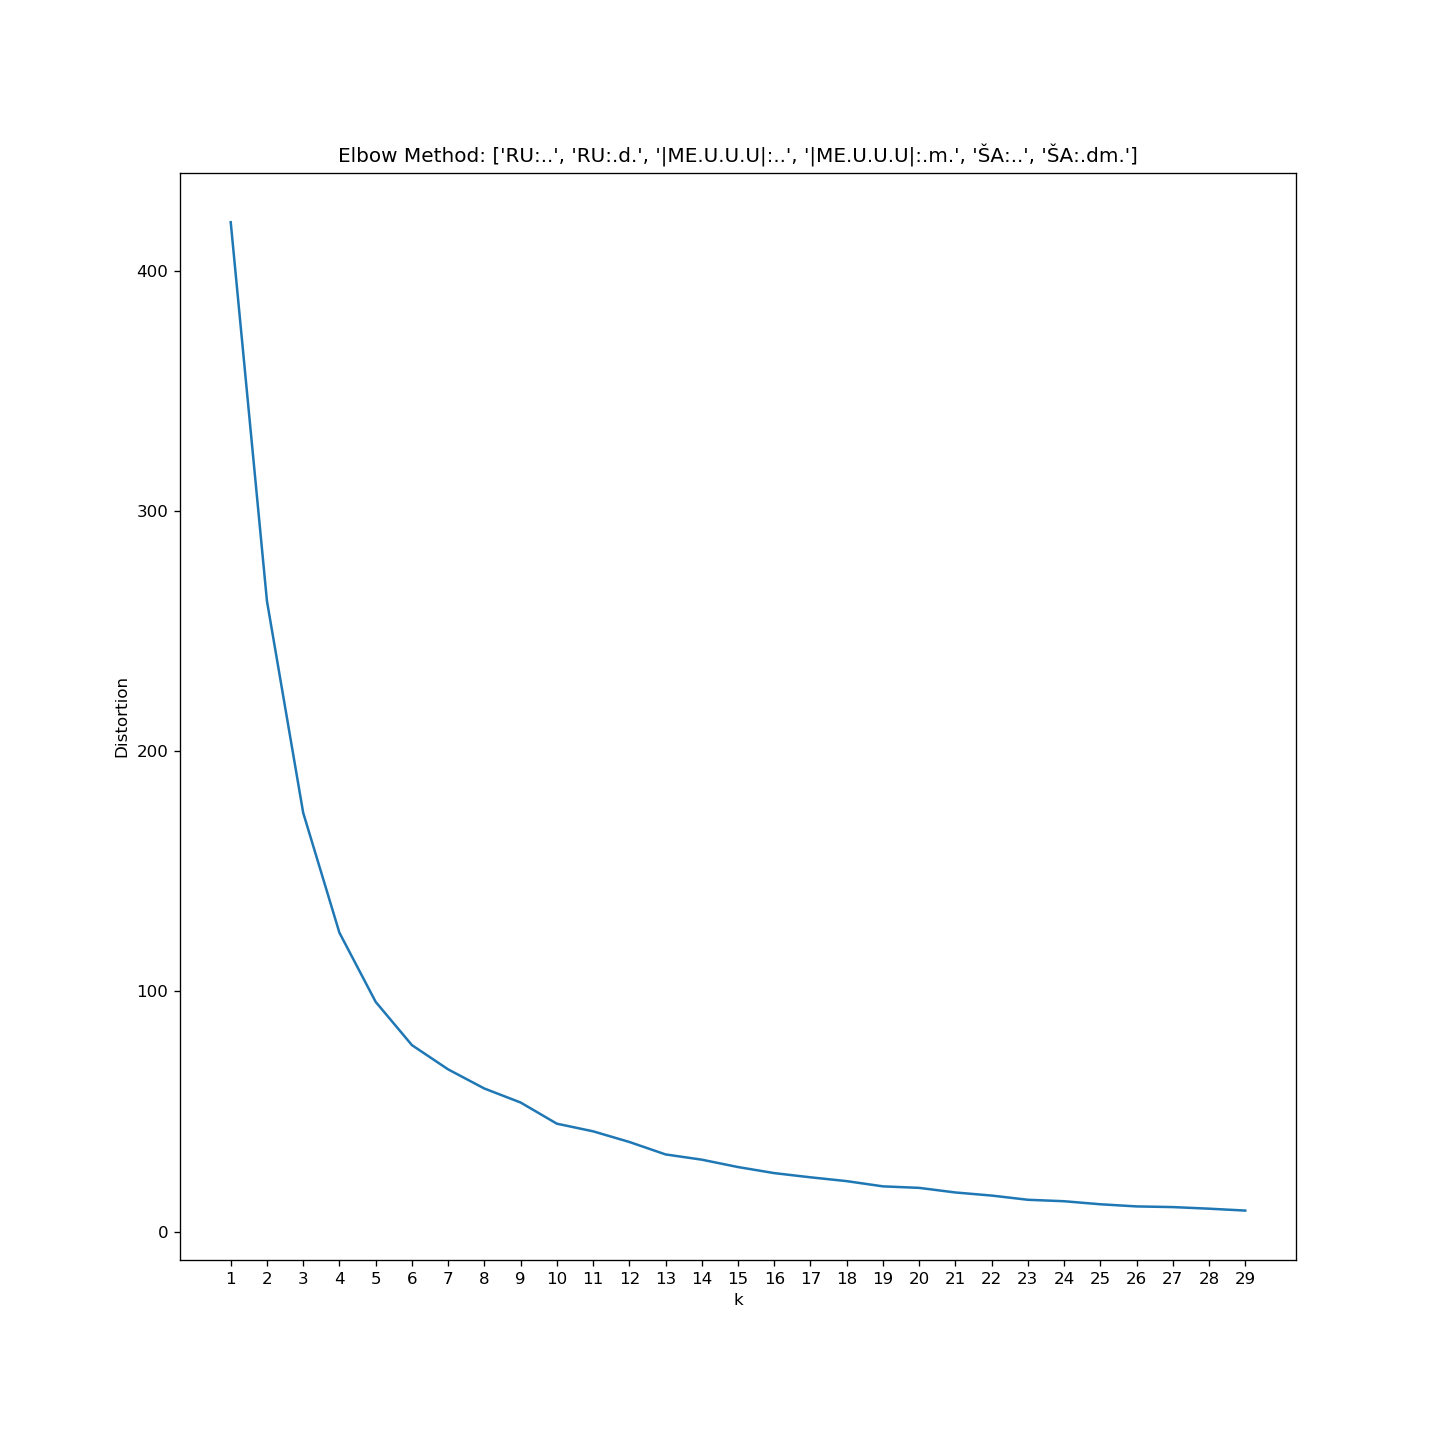 Elbow Method: ['RU:..', 'RU:.d.', '|ME.U.U.U|:..', '|ME.U.U.U|:.m.', 'ŠA:..', 'ŠA:.dm.']
400
300
200
100
0
Distortion
1 2 3 4 5 6 7 8 9 10 11 12 13 14 15 16 17 18 19 20 21 22 23 24 25 26 27 28 29
k